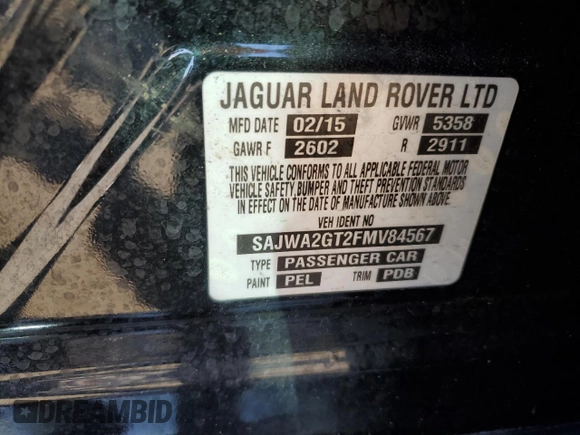 JAGUAR LAND ROVER LTD
MFD DATE 02/15 GVWR 5358
GAWR F 2602 R 2911
THIS VEHICLE CONFORMS TO ALL APPLICABLE FEDERAL MOTOR
VEHICLE SAFETY, BUMPER AND THEFT PREVENTION STANDARDS
IN EFFECT ON THE DATE OF MANUFACTURE SHOWN ABOVE.
VEH IDENT NO
SAJWA2GT2FMV84567
TYPE PASSENGER CAR
PAINT PEL TRIM PDB
DREAMBID